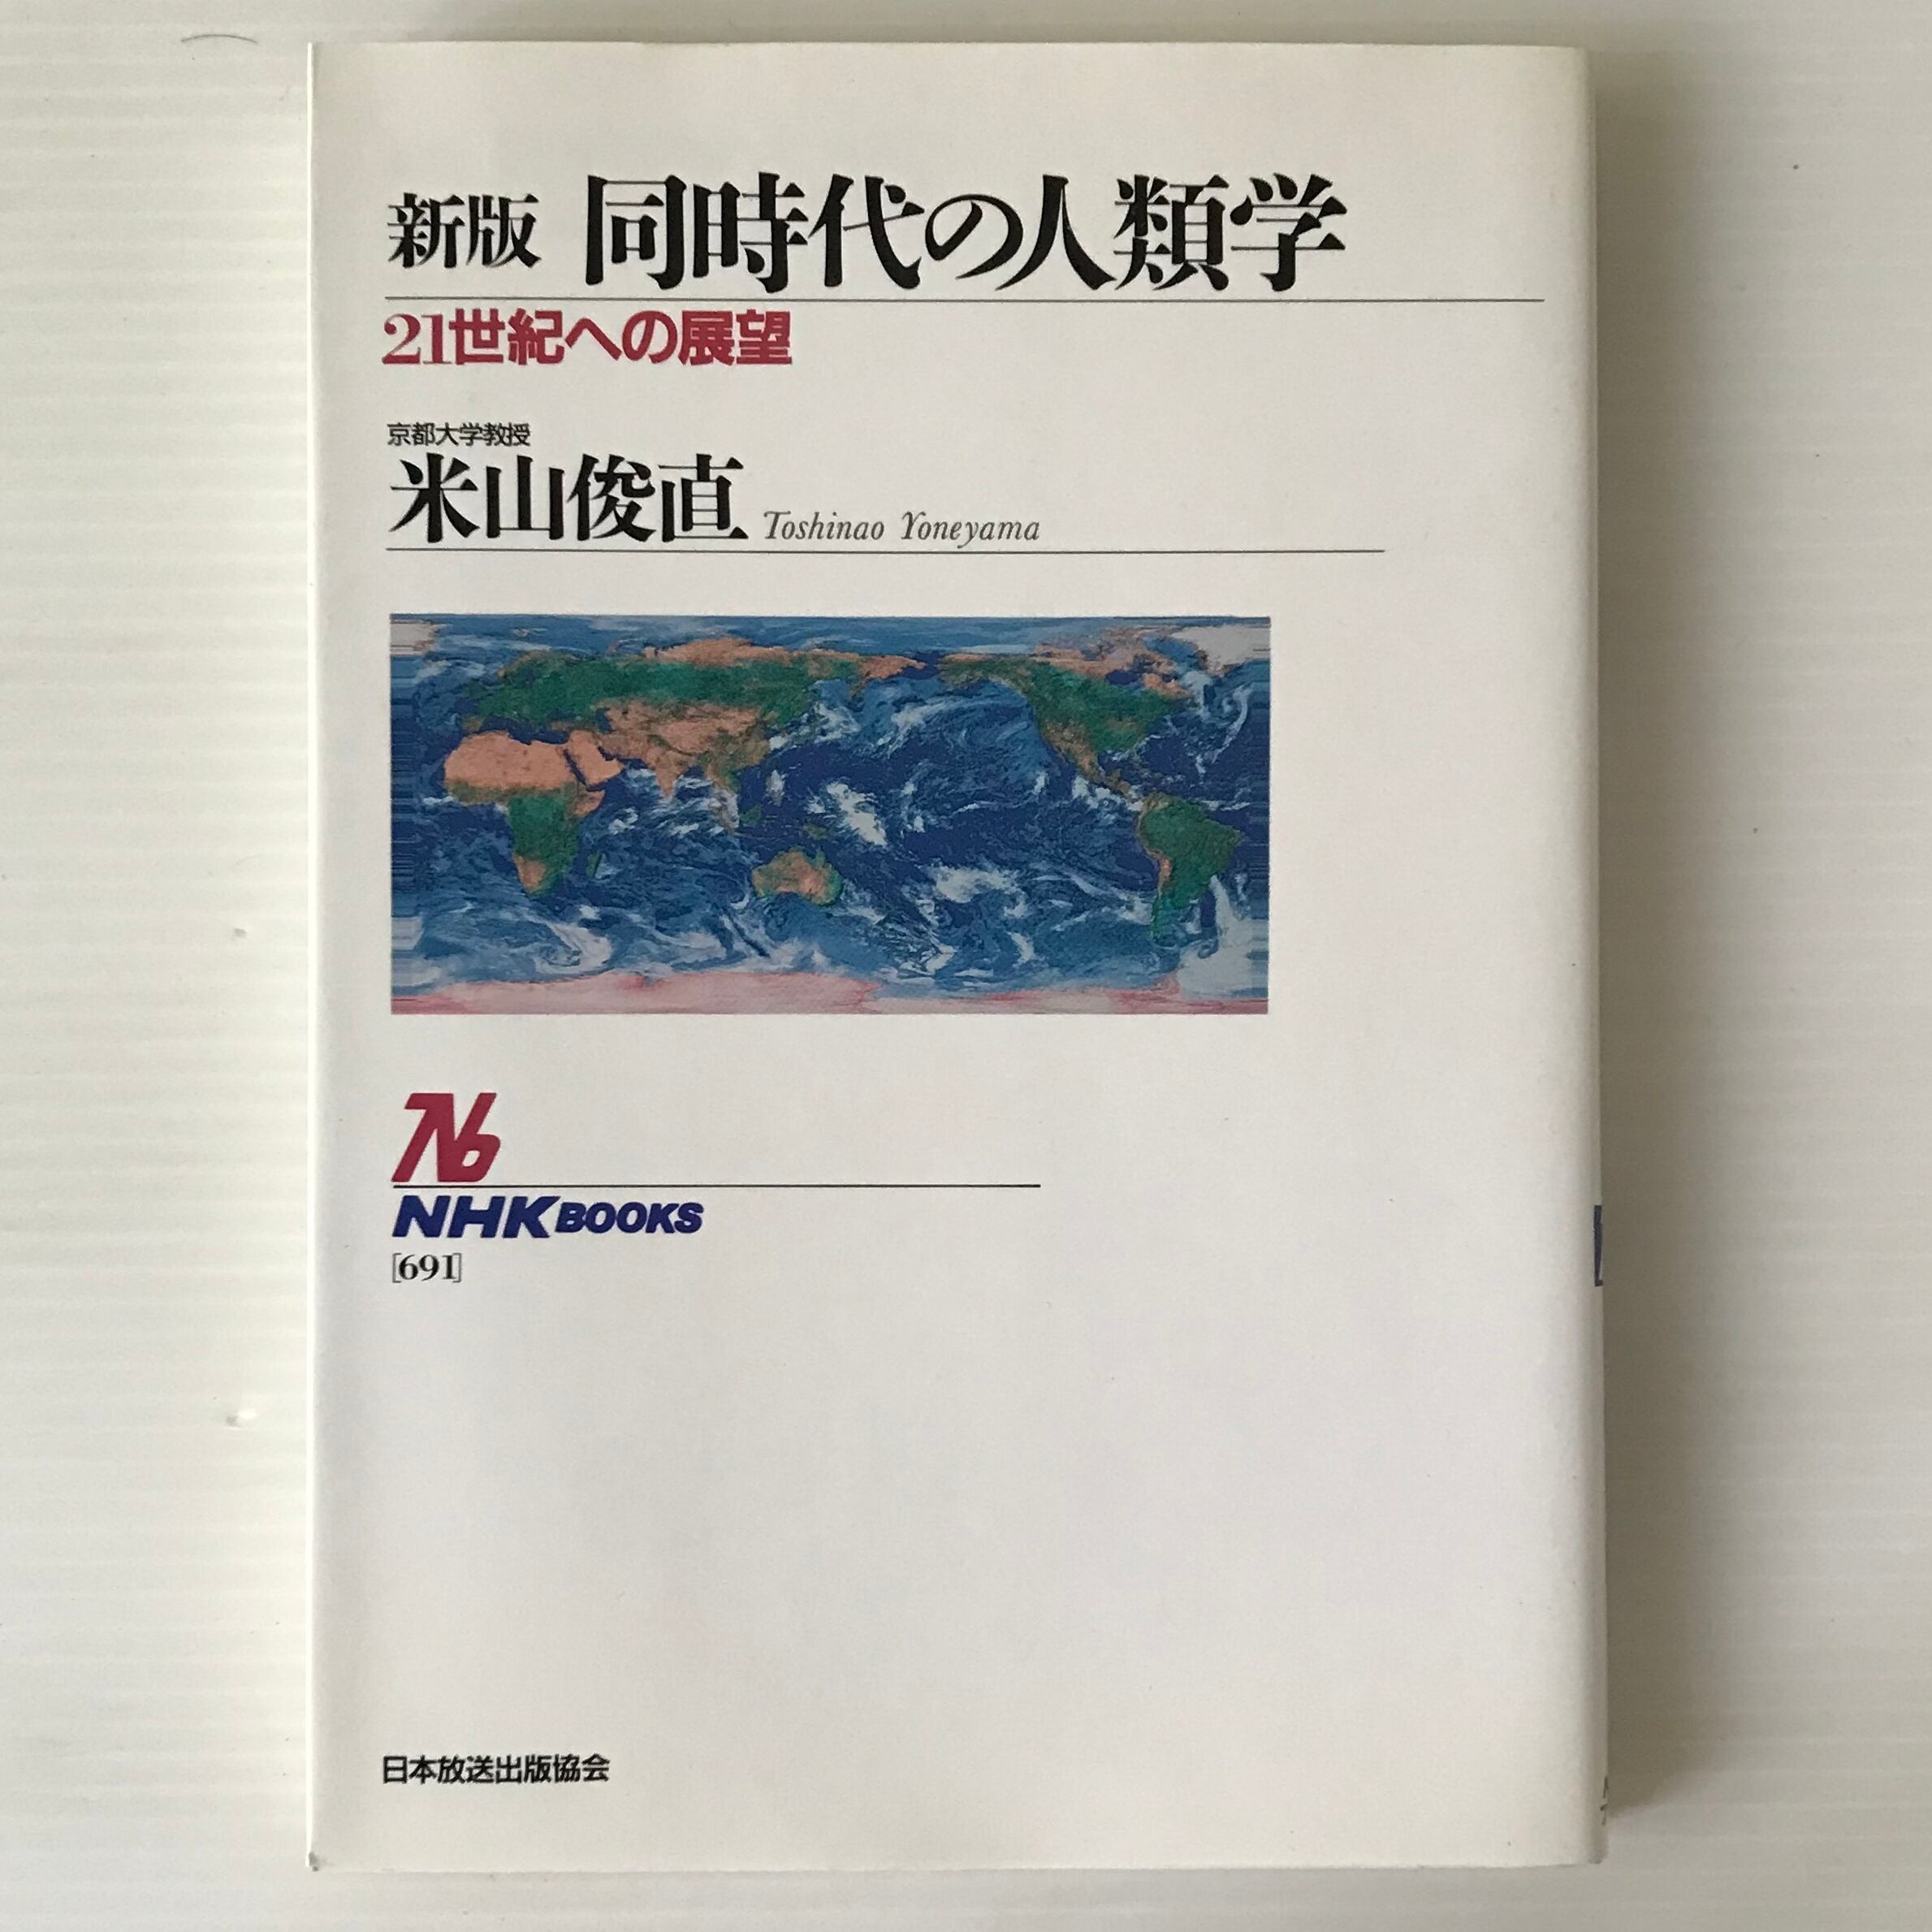 新版 同時代の人類学
21世紀への展望
京都大学教授
米山俊直 Toshinao Yoneyama
NHK BOOKS
[691]
日本放送出版協会